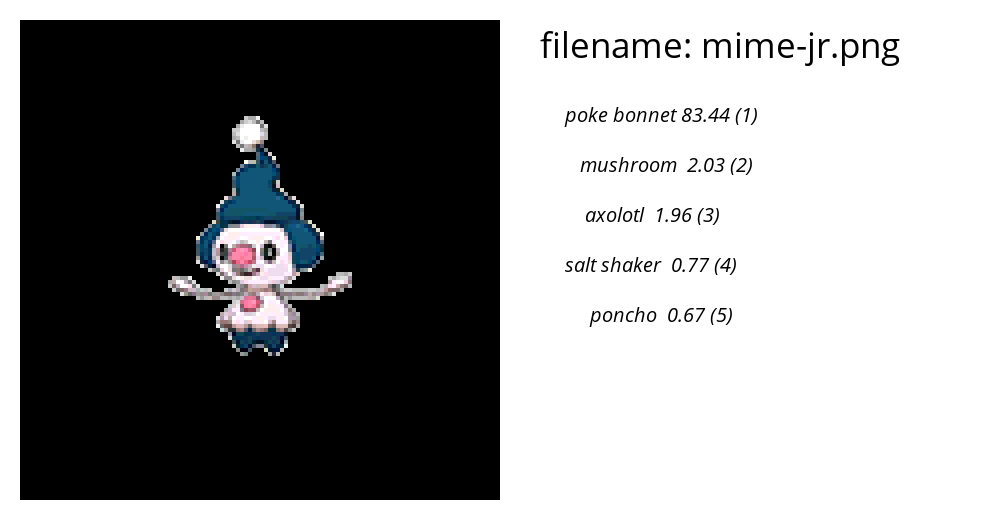 filename: mime-jr.png
poke bonnet 83.44 (1)
mushroom  2.03 (2)
axolotl  1.96 (3)
salt shaker  0.77 (4)
poncho  0.67 (5)